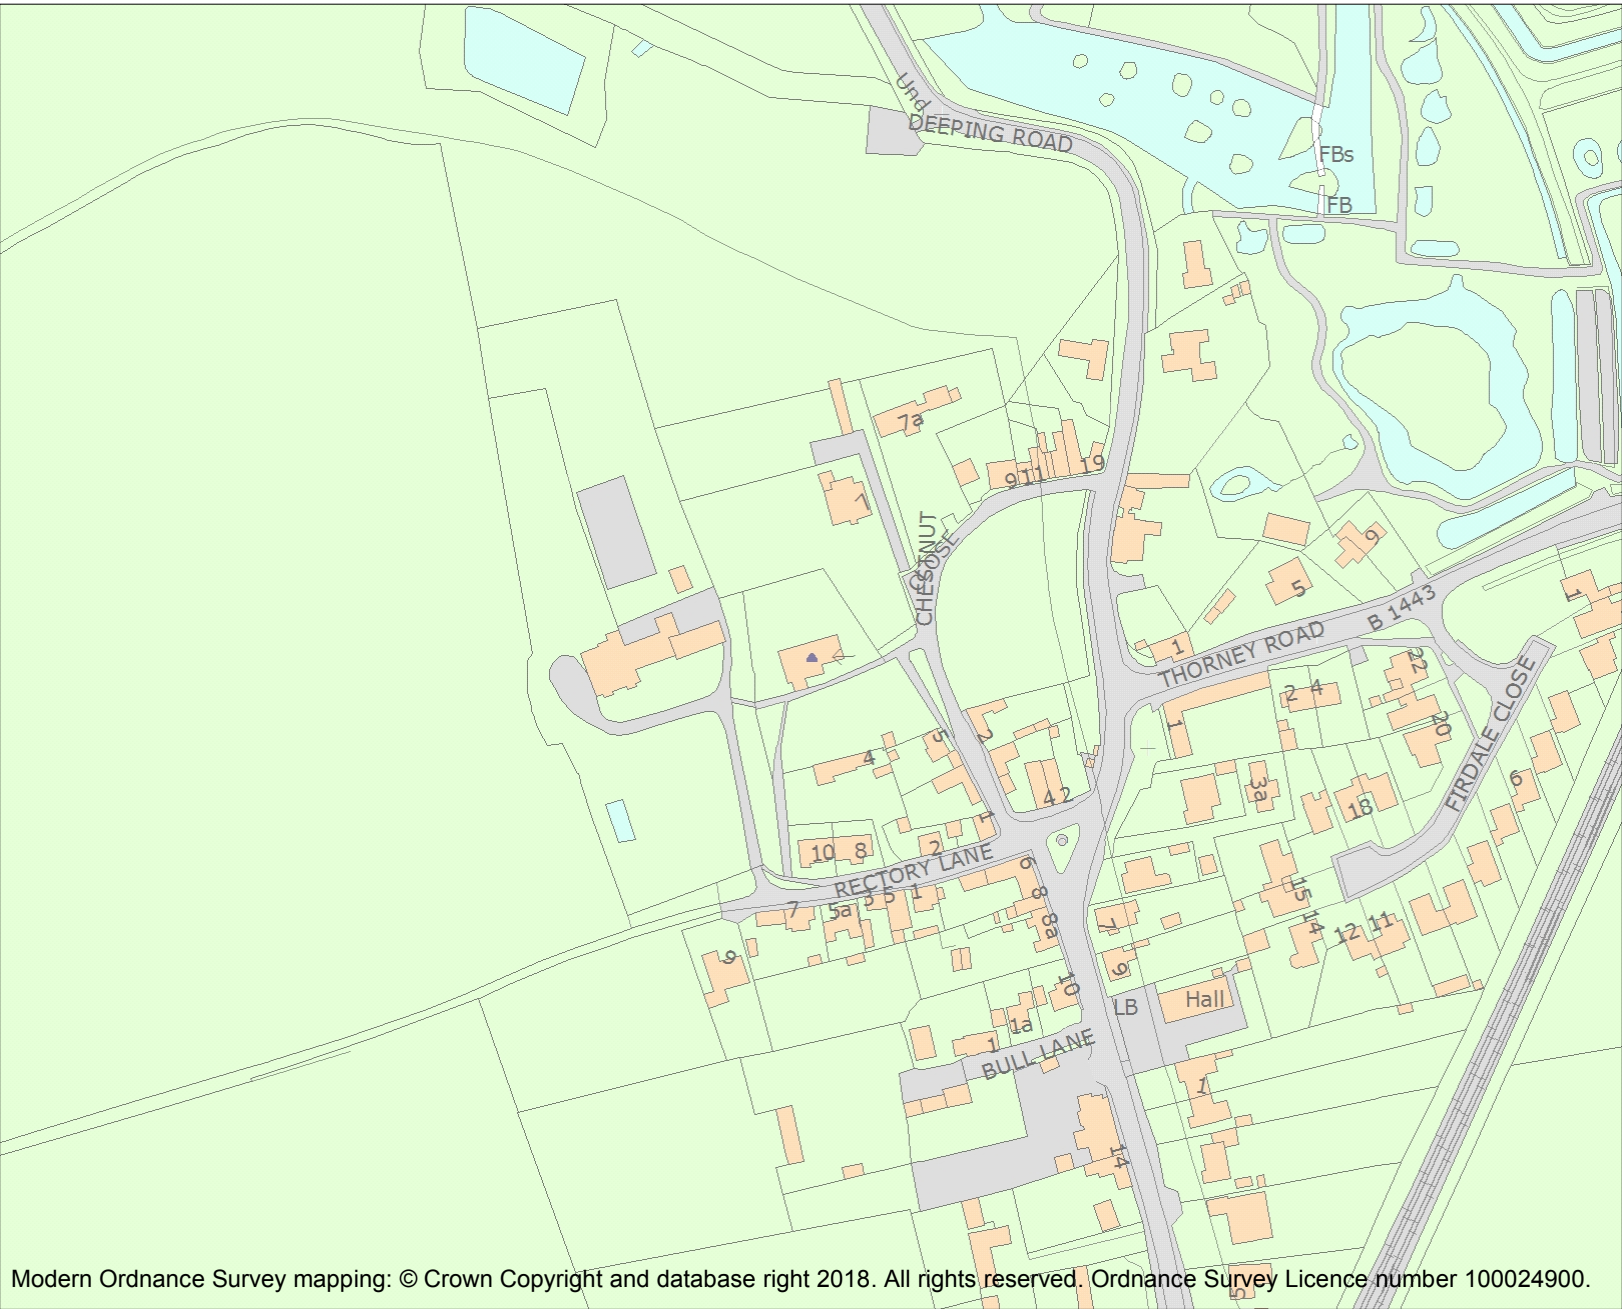 Und
DEEPING ROAD
FBs
FB
7a
7
9 11
19
CHESTNUT
CLOSE
9
5
1
THORNEY ROAD
B 1443
1
22
2 4
1
20
FIRDALE CLOSE
6
2
5
4
4 2
3a
18
1
10 8
2
RECTORY LANE
6
8
8a
7
5a
3 5 1
7
15
14
12 11
9
9
10
LB
Hall
1a
1
BULL LANE
1
14
5
Modern Ordnance Survey mapping: © Crown Copyright and database right 2018. All rights reserved. Ordnance Survey Licence number 100024900.